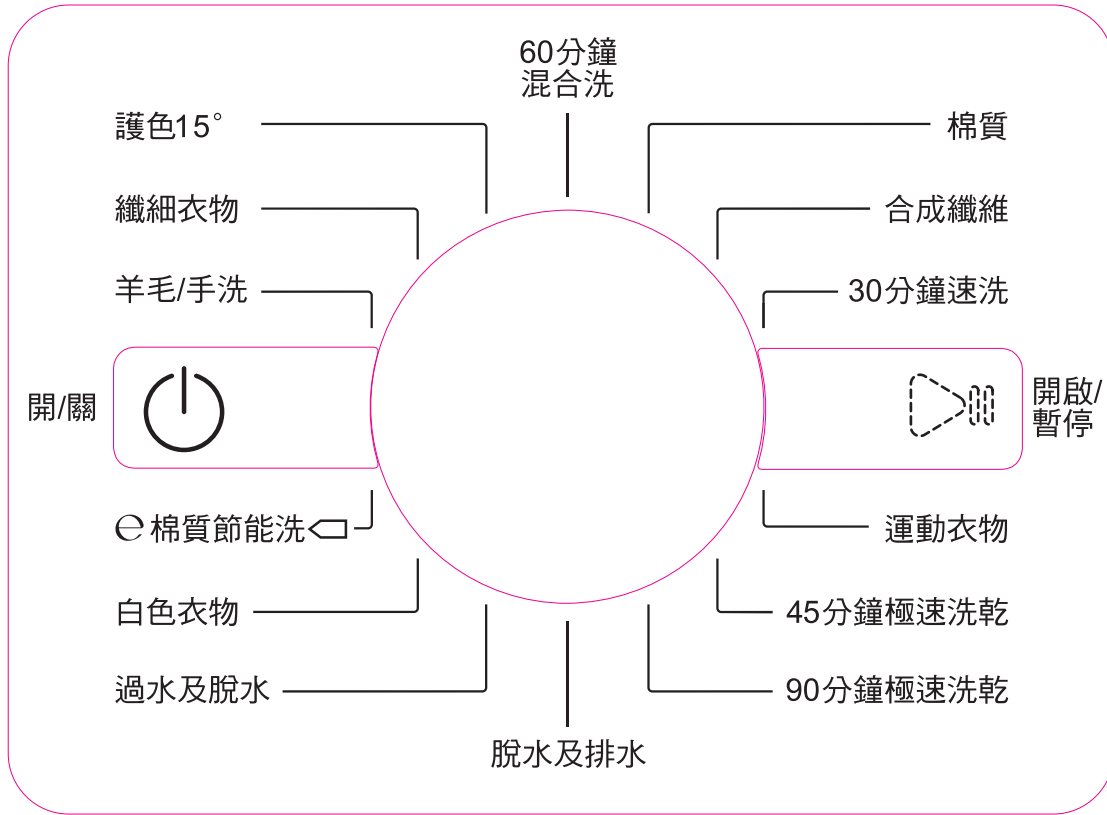 60分鐘
混合洗
護色15°
棉質
纖細衣物
合成纖維
羊毛/手洗
30分鐘速洗
開/關
開啟/
暫停
℮棉質節能洗
運動衣物
白色衣物
45分鐘極速洗乾
過水及脫水
90分鐘極速洗乾
脫水及排水